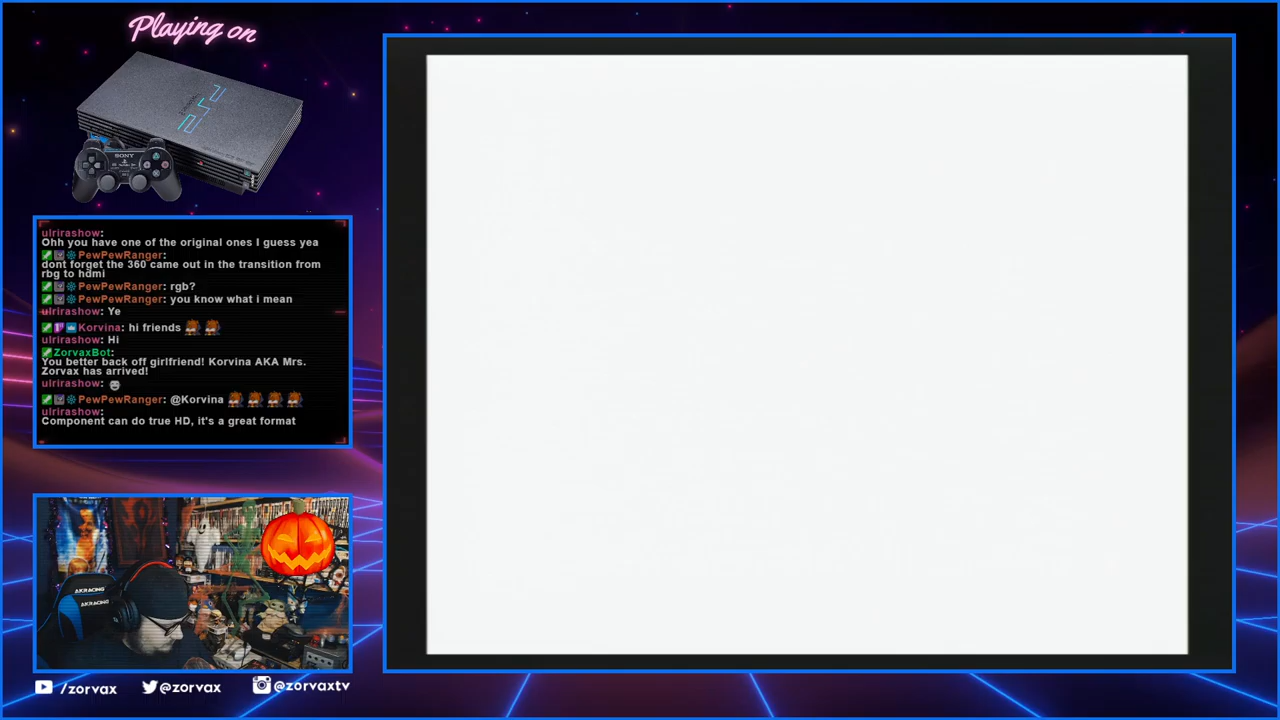 Playing on
SONY
ulrirashow:
Ohh you have one of the original ones I guess yea
PewPewRanger:
dont forget the 360 came out in the transition from
rbg to hdmi
PewPewRanger: rgb?
PewPewRanger: you know what i mean
ulrirashow: Ye
Korvina: hi friends
ulrirashow: Hi
ZorvaxBot:
You better back off girlfriend! Korvina AKA Mrs.
Zorvax has arrived!
ulrirashow:
PewPewRanger: @Korvina
ulrirashow:
Component can do true HD, it's a great format
AKRACING
AKRACING
/zorvax
@zorvax
@zorvaxtv